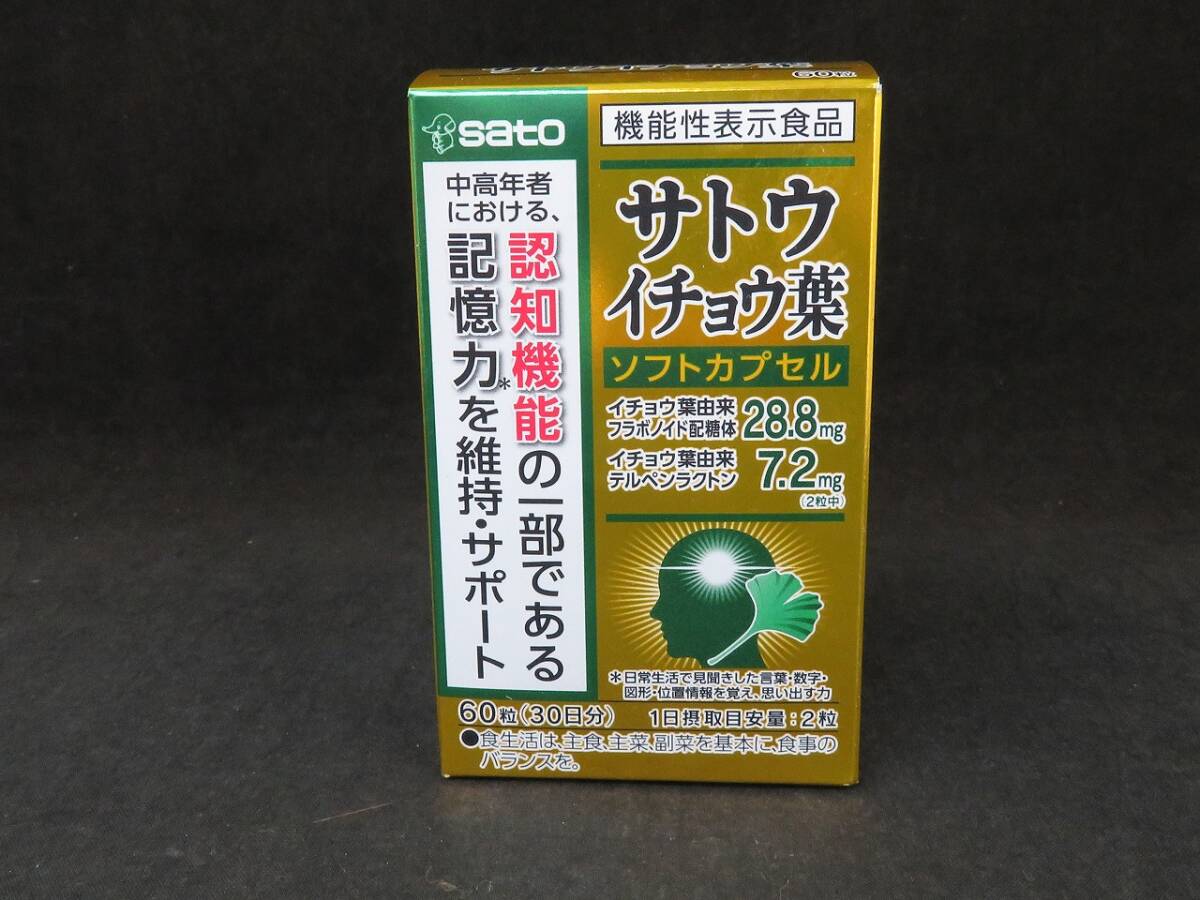 60粒
sato
機能性表示食品
中高年者
における、
認知機能の一部である
記憶力*を維持・サポート
サトウ
イチョウ葉
ソフトカプセル
イチョウ葉由来
フラボノイド配糖体 28.8mg
イチョウ葉由来
テルペンラクトン 7.2mg
(2粒中)
*日常生活で見聞きした言葉・数字・
図形・位置情報を覚え、思い出す力
60粒(30日分) 1日摂取目安量:2粒
●食生活は、主食、主菜、副菜を基本に、食事の
バランスを。